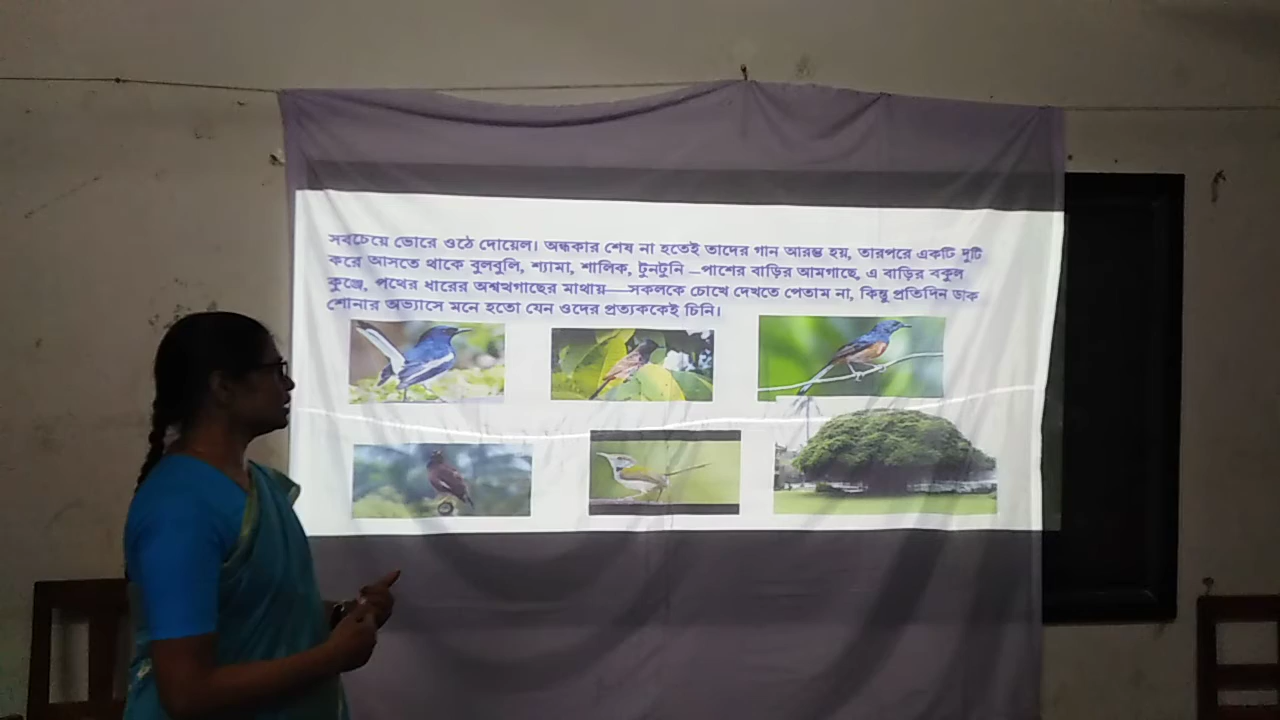 সবচেয়ে ভোরে ওঠে দোয়েল। অন্ধকার শেষ না হতেই তাদের গান আরম্ভ হয়, তারপরে একটি দুটি
করে আসতে থাকে বুলবুলি, শ্যামা, শালিক, টুনটুনি –পাশের বাড়ির আমগাছে, এ বাড়ির বকুল
কুঞ্জে, পথের ধারের অশ্বত্থগাছের মাথায়—সকলকে চোখে দেখতে পেতাম না, কিন্তু প্রতিদিন ডাক
শোনার অভ্যাসে মনে হতো যেন ওদের প্রত্যককেই চিনি।